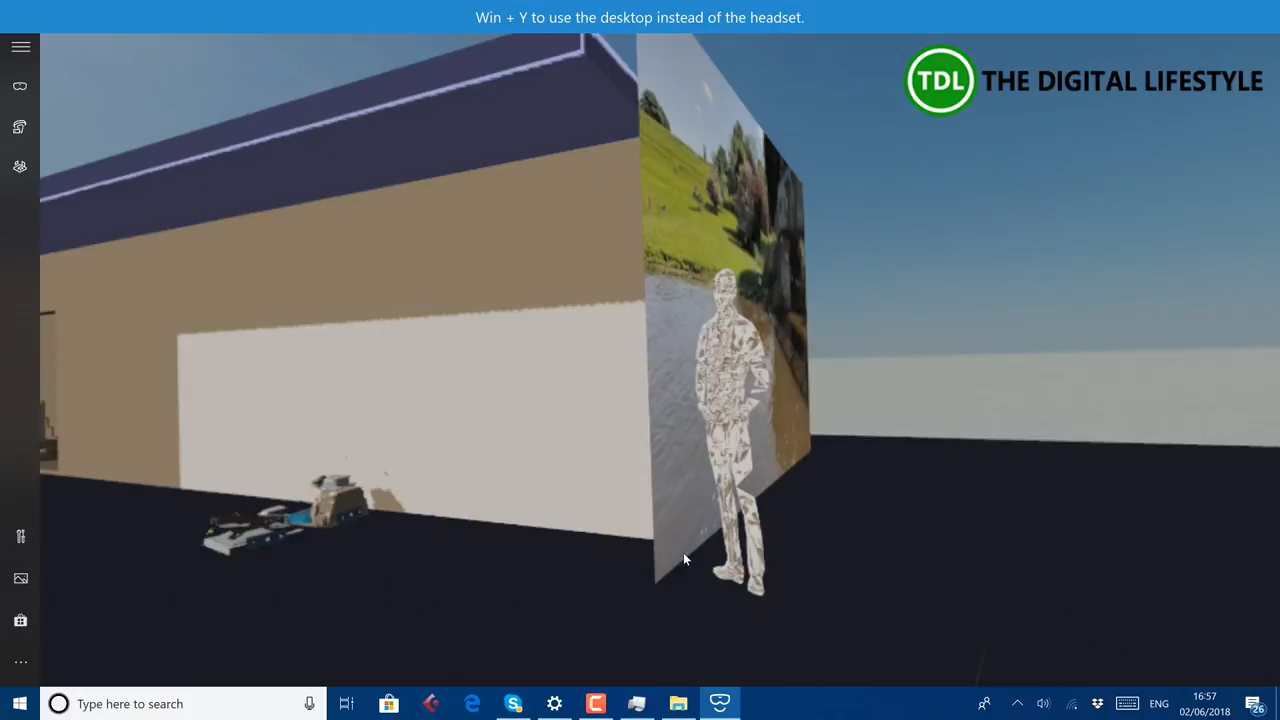 Win + Y to use the desktop instead of the headset.
TDL THE DIGITAL LIFESTYLE
Type here to search
ENG
16:57
02/06/2018
26